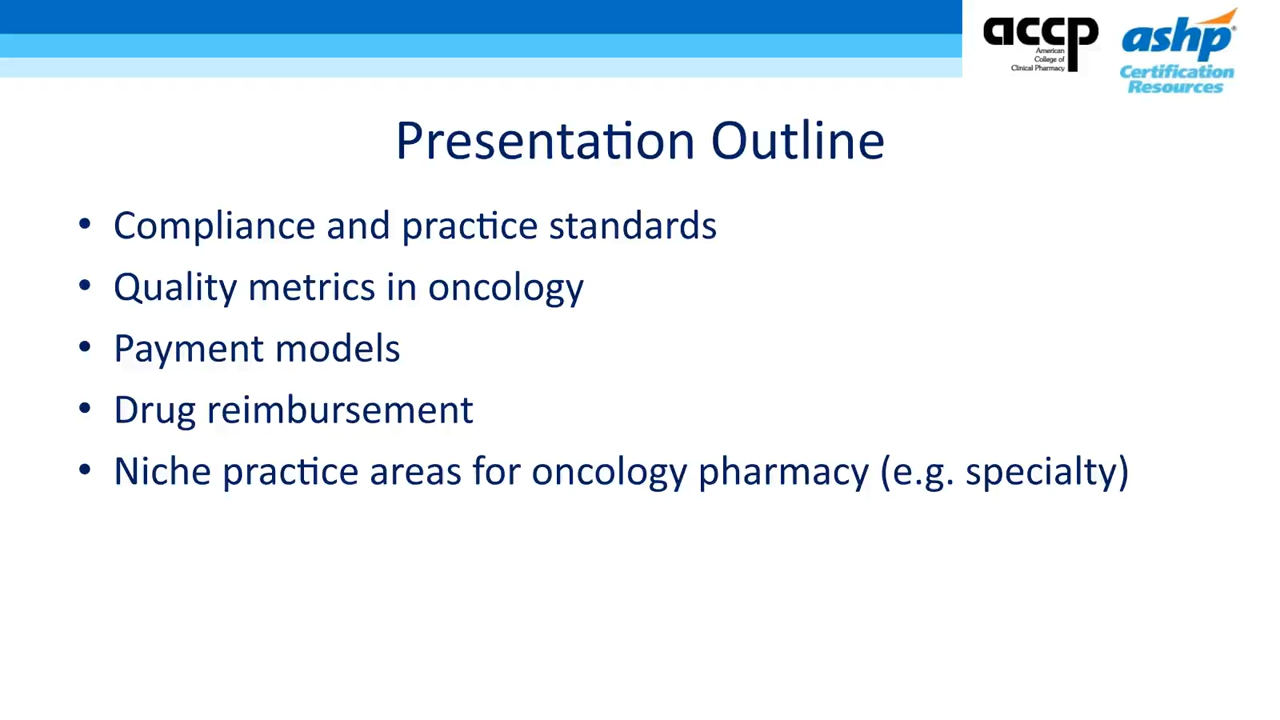 accp
American
College of
Clinical Pharmacy
ashp®
Certification
Resources
Presentation Outline
• Compliance and practice standards
• Quality metrics in oncology
• Payment models
• Drug reimbursement
• Niche practice areas for oncology pharmacy (e.g. specialty)